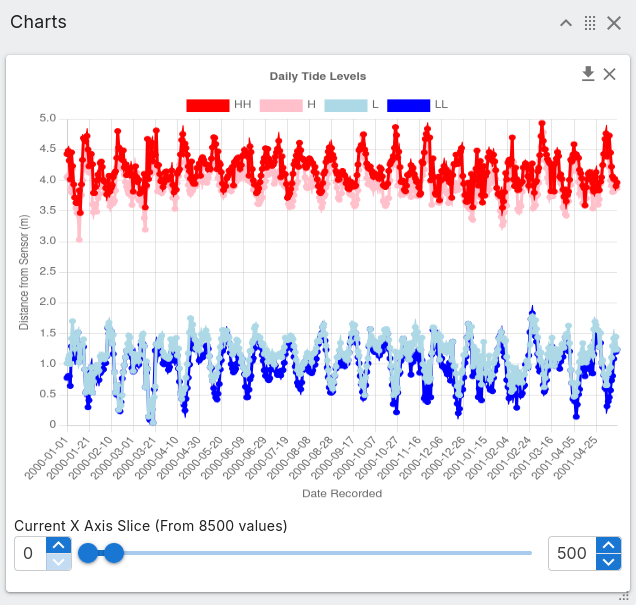 Charts
Daily Tide Levels
HH H L LL
5.0
4.5
4.0
3.5
3.0
2.5
2.0
1.5
1.0
0.5
0
Distance from Sensor (m)
2000-01-01 2000-01-21 2000-02-10 2000-03-01 2000-03-21 2000-04-10 2000-04-30 2000-05-20 2000-06-09 2000-06-29 2000-07-19 2000-08-08 2000-08-28 2000-09-17 2000-10-07 2000-10-27 2000-11-16 2000-12-06 2000-12-26 2001-01-15 2001-02-04 2001-02-24 2001-03-16 2001-04-05 2001-04-25
Date Recorded
Current X Axis Slice (From 8500 values)
0 500